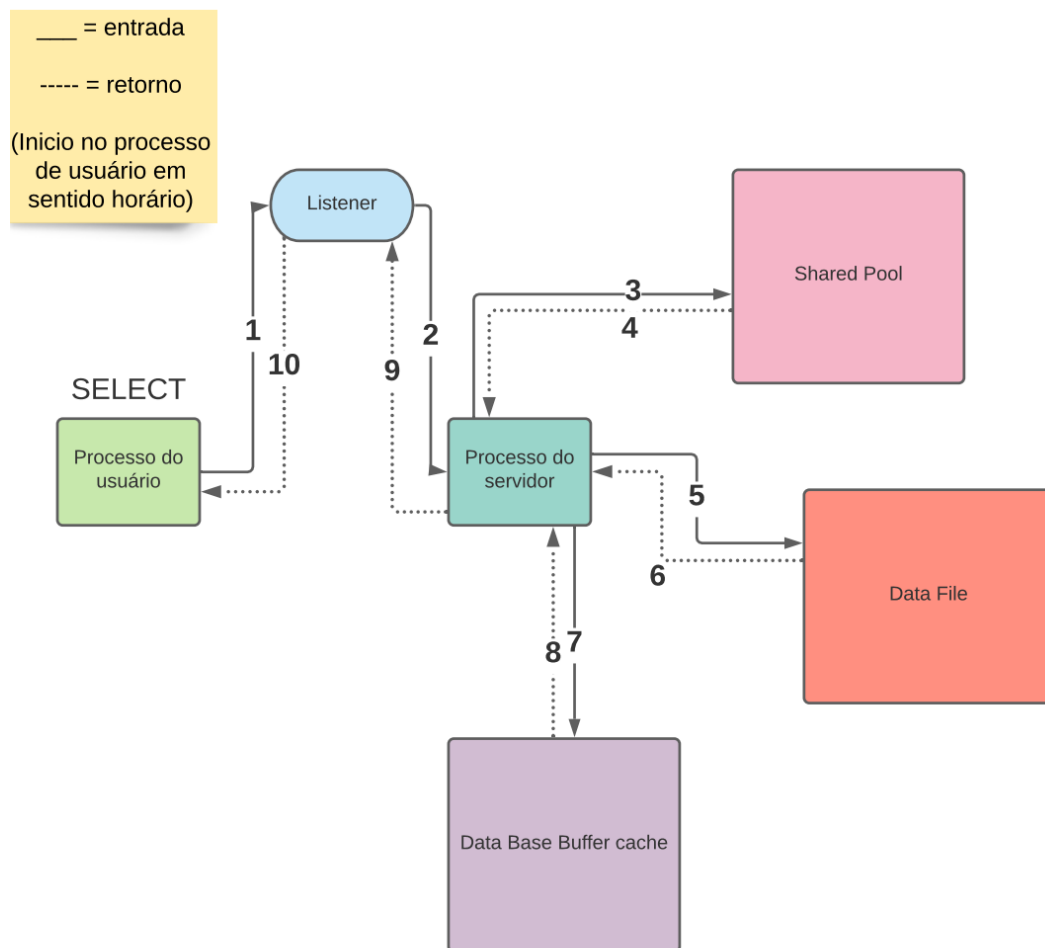 ___ = entrada
----- = retorno
(Inicio no processo
de usuário em
sentido horário)
Listener
Shared Pool
3
4
1
2
10
9
SELECT
Processo do
usuário
Processo do
servidor
5
6
Data File
8
7
Data Base Buffer cache